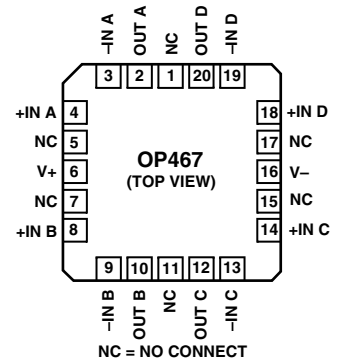 –IN A
OUT A
NC
OUT D
–IN D
3 2 1 20 19
+IN A 4
NC 5
V+ 6
NC 7
+IN B 8
OP467
(TOP VIEW)
18 +IN D
17 NC
16 V–
15 NC
14 +IN C
9 10 11 12 13
–IN B
OUT B
NC
OUT C
–IN C
NC = NO CONNECT